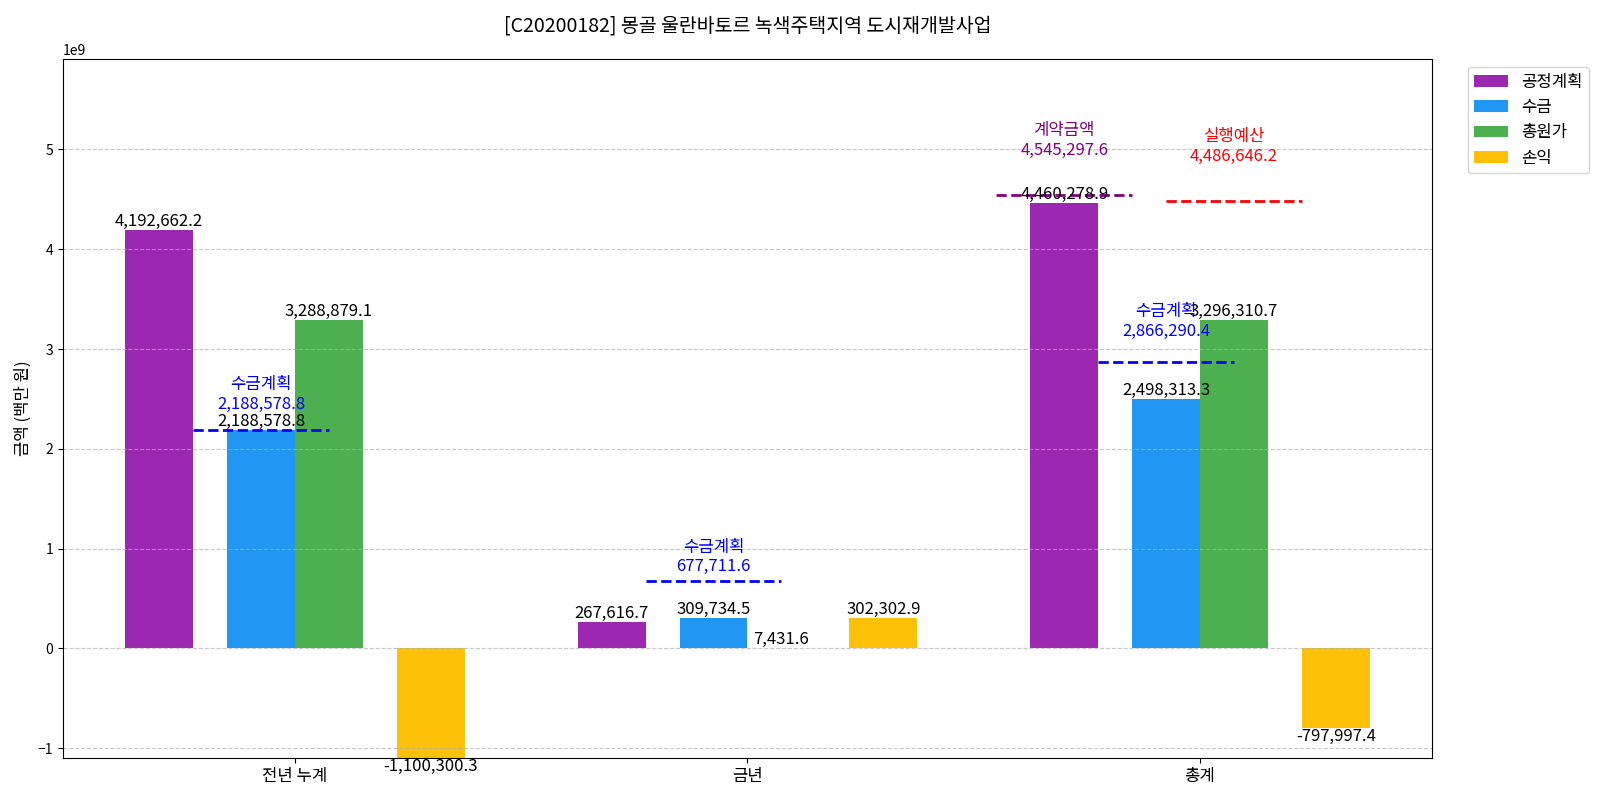 [C20200182] 몽골 울란바토르 녹색주택지역 도시재개발사업
1e9
공정계획
수금
총원가
손익
금액 (백만 원)
5
4
3
2
1
0
−1
4,192,662.2
수금계획
2,188,578.8
2,188,578.8
3,288,879.1
-1,100,300.3
267,616.7
수금계획
677,711.6
309,734.5
7,431.6
302,302.9
계약금액
4,545,297.6
4,460,278.9
실행예산
4,486,646.2
수금계획
2,866,290.4
2,498,313.3
3,296,310.7
-797,997.4
전년 누계
금년
총계